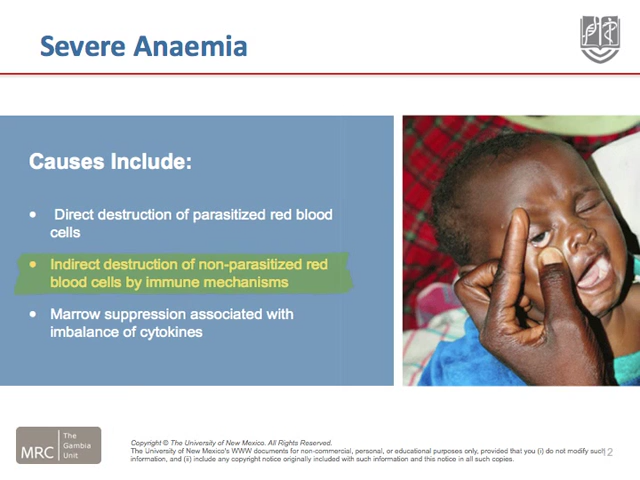 Severe Anaemia
Causes Include:
• Direct destruction of parasitized red blood
cells
• Indirect destruction of non-parasitized red
blood cells by immune mechanisms
• Marrow suppression associated with
imbalance of cytokines
MRC
The
Gambia
Unit
Copyright © The University of New Mexico. All Rights Reserved.
The University of New Mexico's WWW documents for non-commercial, personal, or educational purposes only, provided that you (i) do not modify such
information, and (ii) include any copyright notice originally included with such information and this notice in all such copies.
12